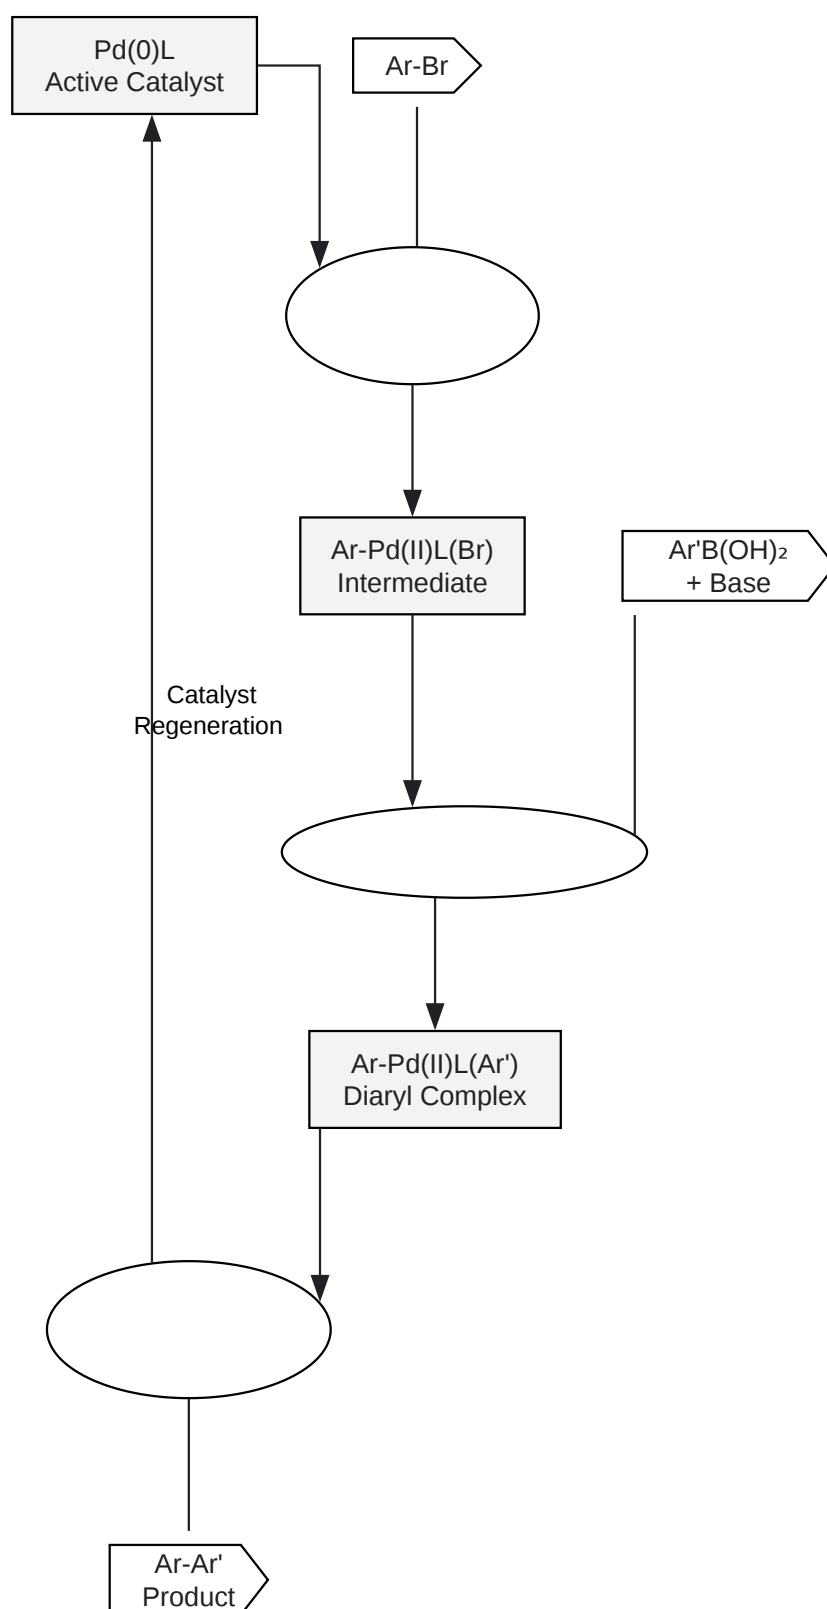 Pd(0)L
Active Catalyst
Ar-Br
Ar-Pd(II)L(Br)
Intermediate
Ar'B(OH)₂
+ Base
Catalyst
Regeneration
Ar-Pd(II)L(Ar')
Diaryl Complex
Ar-Ar'
Product